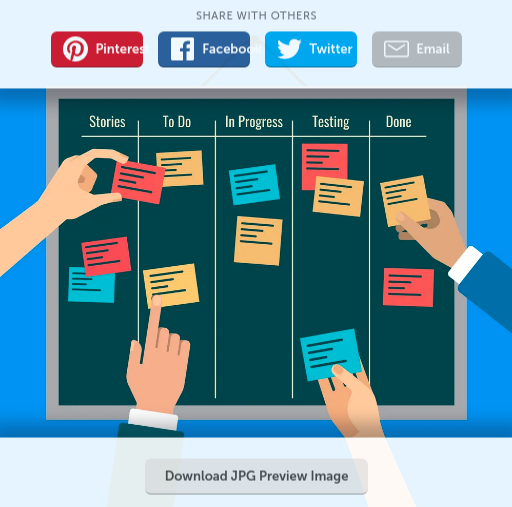 SHARE WITH OTHERS
Pinteres
Faceboo
Twitter
Email
Stories To Do In Progress Testing Done
Download JPG Preview Image